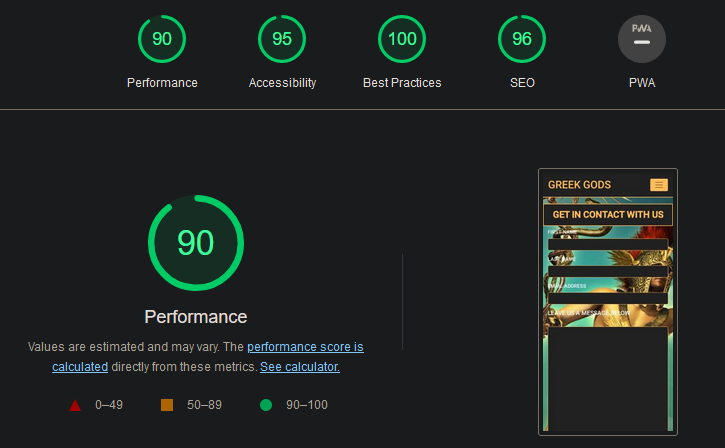 90 95 100 96 PWA
Performance Accessibility Best Practices SEO PWA
GREEK GODS
GET IN CONTACT WITH US
FIRST NAME
LAST NAME
EMAIL ADDRESS
LEAVE US A MESSAGE BELOW
90
Performance
Values are estimated and may vary. The performance score is
calculated directly from these metrics. See calculator.
0–49 50–89 90–100